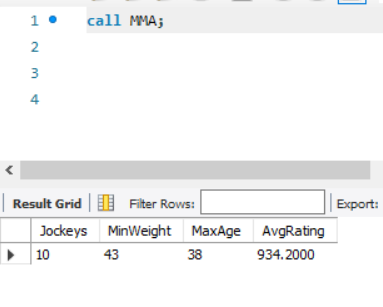 1 call MMA;
2
3
4
Result Grid Filter Rows: Export:
Jockeys MinWeight MaxAge AvgRating
10 43 38 934.2000